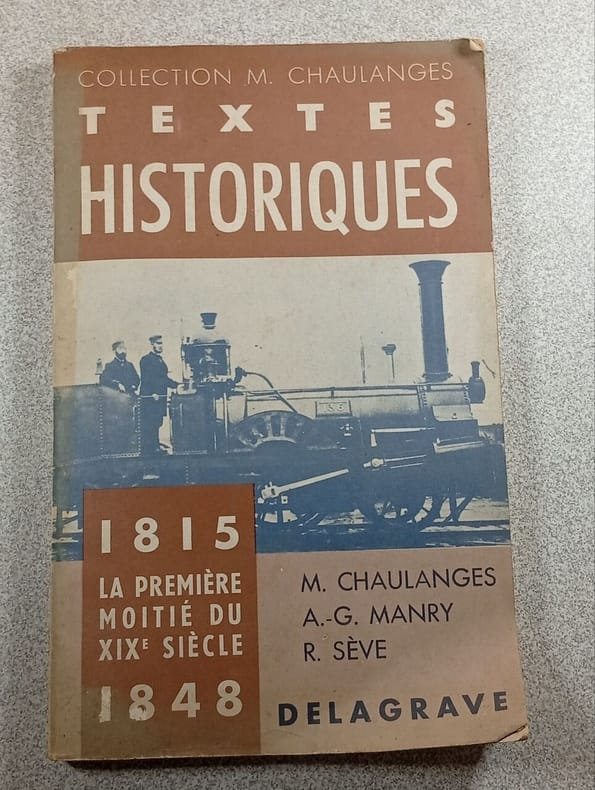 COLLECTION M. CHAULANGES
TEXTES
HISTORIQUES
1815
LA PREMIÈRE
MOITIÉ DU
XIXE SIÈCLE
1848
M. CHAULANGES
A.-G. MANRY
R. SÈVE
DELAGRAVE